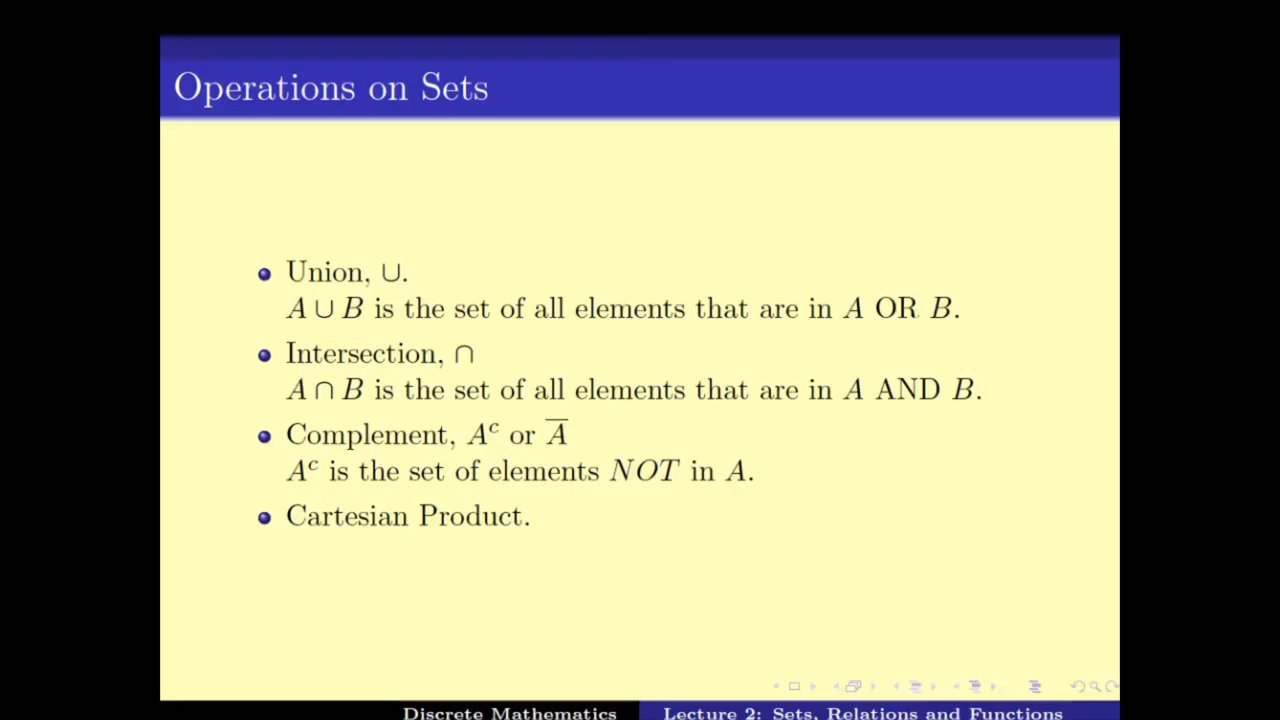 Operations on Sets
Union, ∪.
A ∪ B is the set of all elements that are in A OR B.
Intersection, ∩
A ∩ B is the set of all elements that are in A AND B.
Complement, Aᶜ or A̅
Aᶜ is the set of elements NOT in A.
Cartesian Product.
Discrete Mathematics
Lecture 2: Sets, Relations and Functions